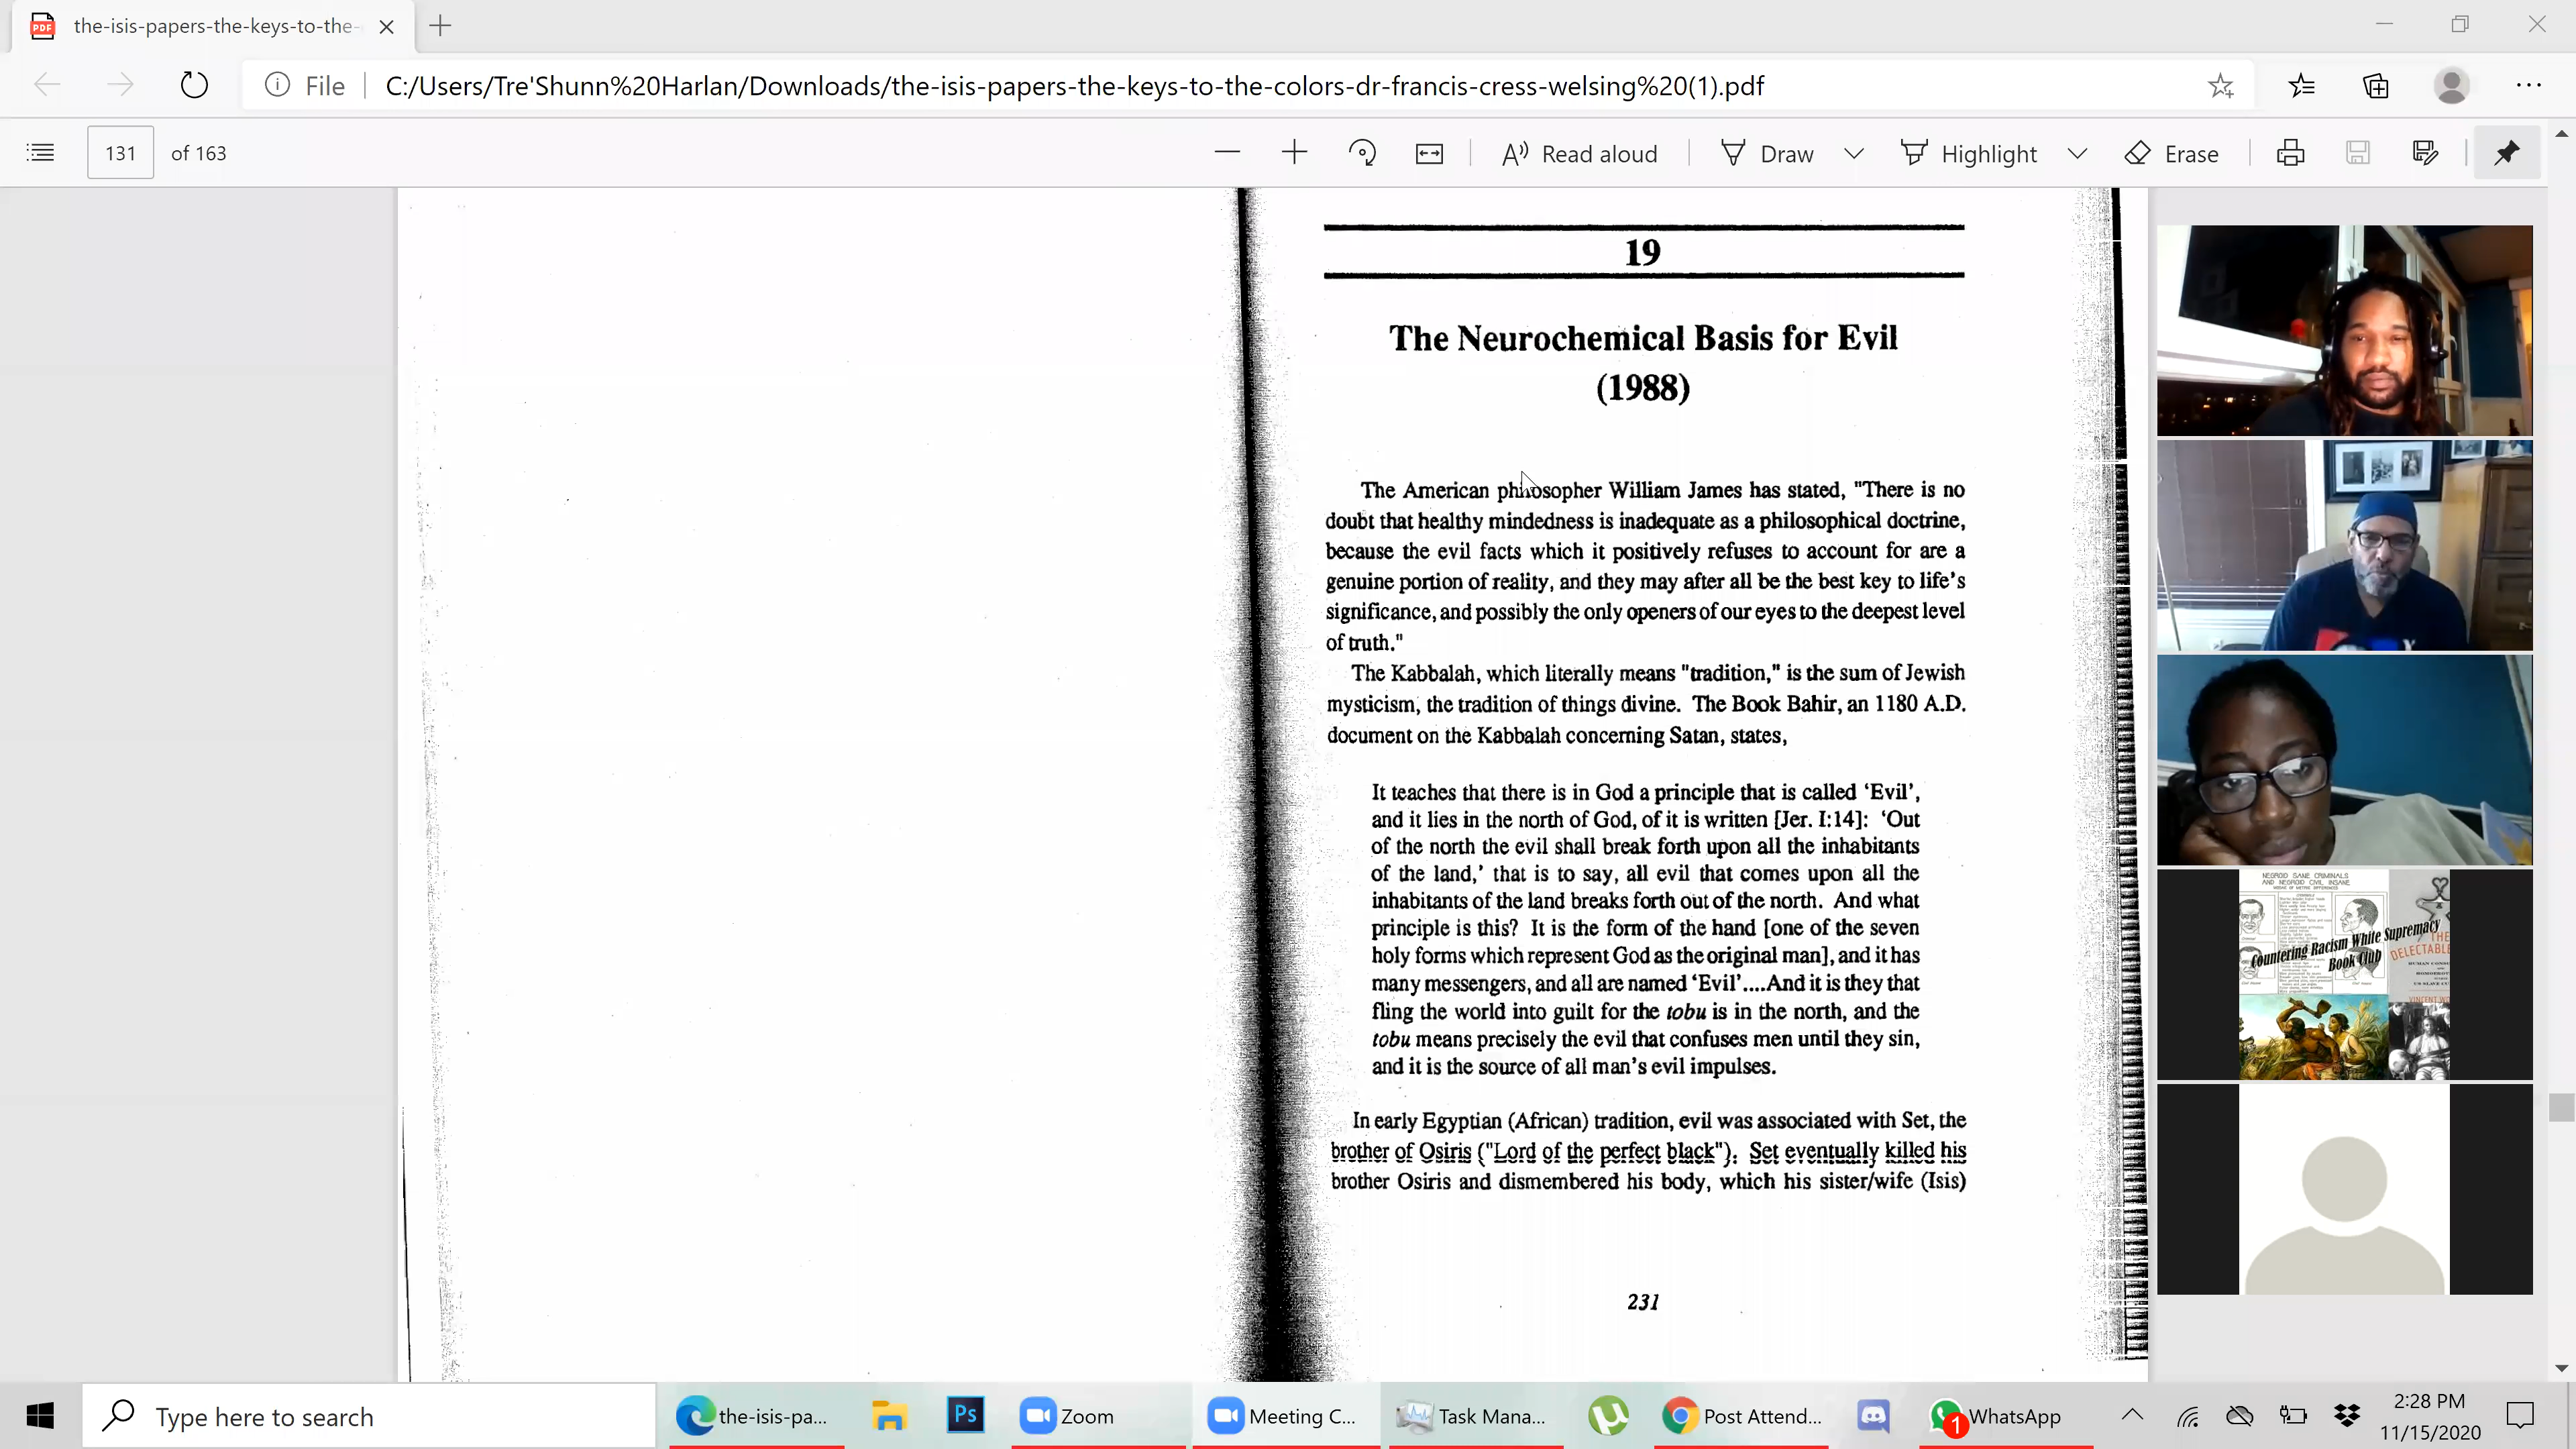 the-isis-papers-the-keys-to-the-
File
C:/Users/Tre'Shunn%20Harlan/Downloads/the-isis-papers-the-keys-to-the-colors-dr-francis-cress-welsing%20(1).pdf
131 of 163
Read aloud
Draw
Highlight
Erase
19
The Neurochemical Basis for Evil
(1988)
The American philosopher William James has stated, "There is no
doubt that healthy mindedness is inadequate as a philosophical doctrine,
because the evil facts which it positively refuses to account for are a
genuine portion of reality, and they may after all be the best key to life's
significance, and possibly the only openers of our eyes to the deepest level
of truth."
The Kabbalah, which literally means "tradition," is the sum of Jewish
mysticism, the tradition of things divine. The Book Bahir, an 1180 A.D.
document on the Kabbalah concerning Satan, states,
It teaches that there is in God a principle that is called ‘Evil’,
and it lies in the north of God, of it is written [Jer. I:14]: ‘Out
of the north the evil shall break forth upon all the inhabitants
of the land,’ that is to say, all evil that comes upon all the
inhabitants of the land breaks forth out of the north. And what
principle is this? It is the form of the hand [one of the seven
holy forms which represent God as the original man], and it has
many messengers, and all are named ‘Evil’....And it is they that
fling the world into guilt for the tobu is in the north, and the
tobu means precisely the evil that confuses men until they sin,
and it is the source of all man's evil impulses.
In early Egyptian (African) tradition, evil was associated with Set, the
brother of Osiris ("Lord of the perfect black"). Set eventually killed his
brother Osiris and dismembered his body, which his sister/wife (Isis)
231
NEGROID SANE CRIMINALS
AND NEGROID CIVIL INSANE
Countering Racism White Supremacy
Book Club
THE
DELECTABLE
Type here to search
the-isis-pa...
Ps
Zoom
Meeting C...
Task Mana...
Post Attend...
1
WhatsApp
2:28 PM
11/15/2020